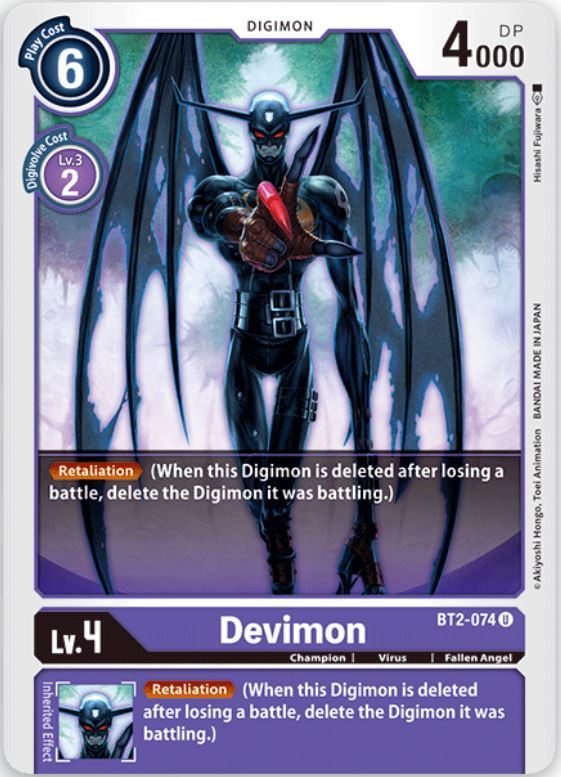 Play Cost
6
DIGIMON
4000
DP
Digivolve Cost
Lv.3
2
Hisashi Fujiwara
©Akiyoshi Hongo, Toei Animation BANDAI MADE IN JAPAN
Retaliation (When this Digimon is deleted after losing a
battle, delete the Digimon it was battling.)
Lv.4
Devimon
BT2-074 U
Champion | Virus | Fallen Angel
Inherited Effect
Retaliation (When this Digimon is deleted
after losing a battle, delete the Digimon it was
battling.)